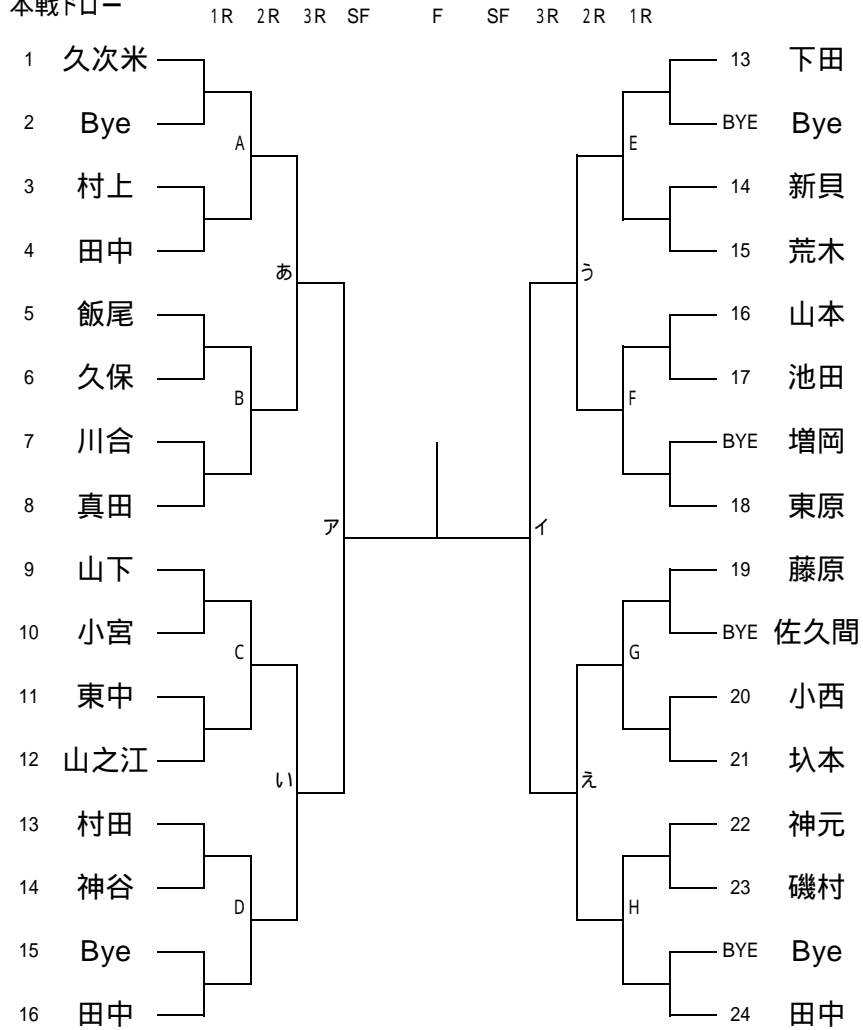 本戦ドロー
1R 2R 3R SF F SF 3R 2R 1R
1 久次米 13 下田
2 Bye BYE Bye
A E
3 村上 14 新貝
4 田中 15 荒木
あ う
5 飯尾 16 山本
6 久保 17 池田
B F
7 川合 BYE 増岡
8 真田 18 東原
ア イ
9 山下 19 藤原
10 小宮 BYE 佐久間
C G
11 東中 20 小西
12 山之江 21 圦本
い え
13 村田 22 神元
14 神谷 23 磯村
D H
15 Bye BYE Bye
16 田中 24 田中